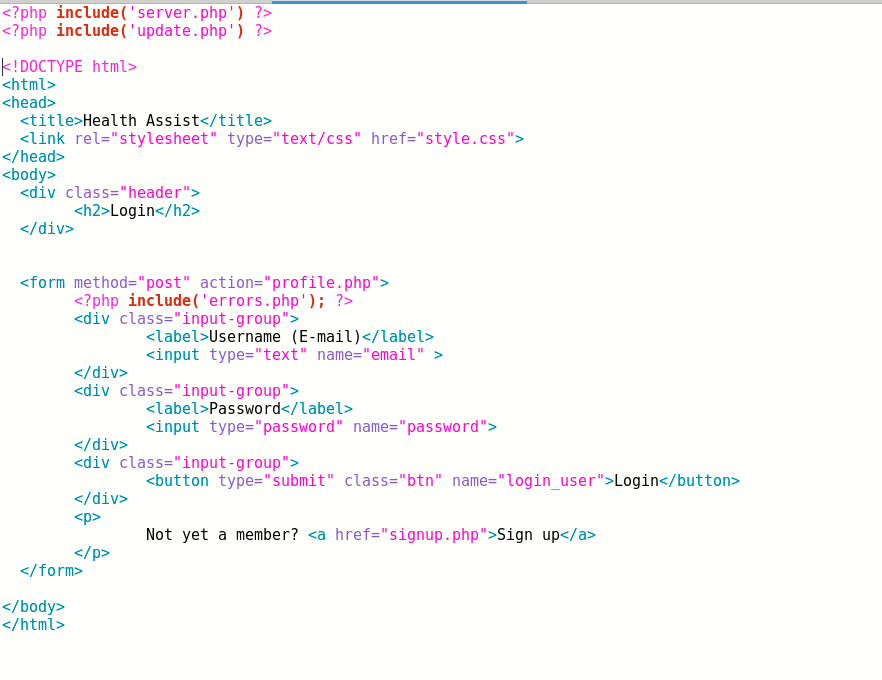 <?php include('server.php') ?>
<?php include('update.php') ?>
<!DOCTYPE html>
<html>
<head>
  <title>Health Assist</title>
  <link rel="stylesheet" type="text/css" href="style.css">
</head>
<body>
  <div class="header">
        <h2>Login</h2>
  </div>
  <form method="post" action="profile.php">
        <?php include('errors.php'); ?>
        <div class="input-group">
                <label>Username (E-mail)</label>
                <input type="text" name="email" >
        </div>
        <div class="input-group">
                <label>Password</label>
                <input type="password" name="password">
        </div>
        <div class="input-group">
                <button type="submit" class="btn" name="login_user">Login</button>
        </div>
        <p>
                Not yet a member? <a href="signup.php">Sign up</a>
        </p>
  </form>
</body>
</html>